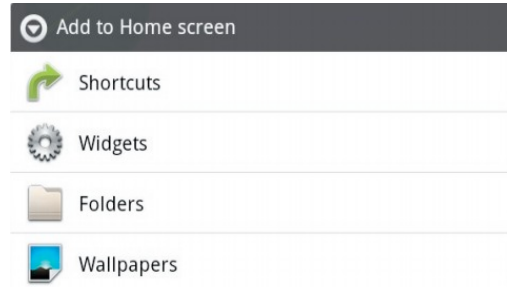 Add to Home screen
Shortcuts
Widgets
Folders
Wallpapers